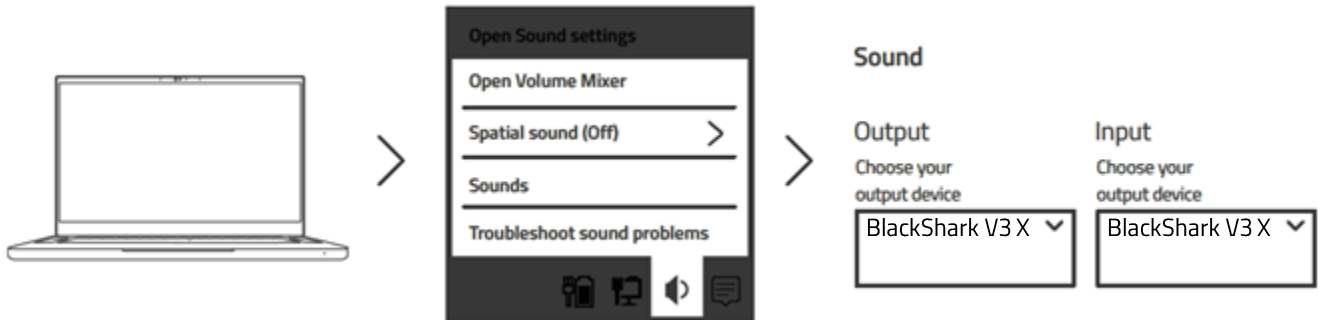 Open Sound settings
Open Volume Mixer
Spatial sound (Off)
Sounds
Troubleshoot sound problems
Sound
Output
Choose your
output device
BlackShark V3 X
Input
Choose your
output device
BlackShark V3 X